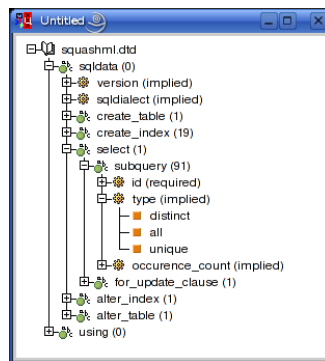 Untitled
squashml.dtd
sqldata (0)
version (implied)
sqldialect (implied)
create_table (1)
create_index (19)
select (1)
subquery (91)
id (required)
type (implied)
distinct
all
unique
occurence_count (implied)
for_update_clause (1)
alter_index (1)
alter_table (1)
using (0)